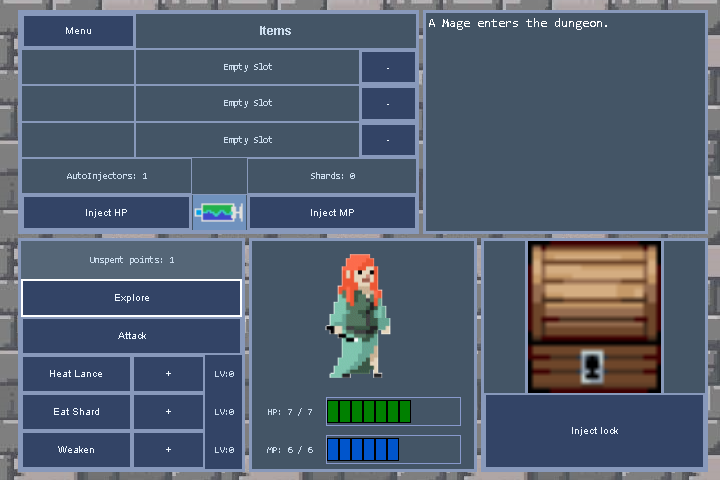 Menu
Items
A Mage enters the dungeon.
Empty Slot
-
Empty Slot
-
Empty Slot
-
AutoInjectors: 1
Shards: 0
Inject HP
Inject MP
Unspent points: 1
Explore
Attack
Heat Lance
+
LV:0
Eat Shard
+
LV:0
Weaken
+
LV:0
HP: 7 / 7
MP: 6 / 6
Inject lock